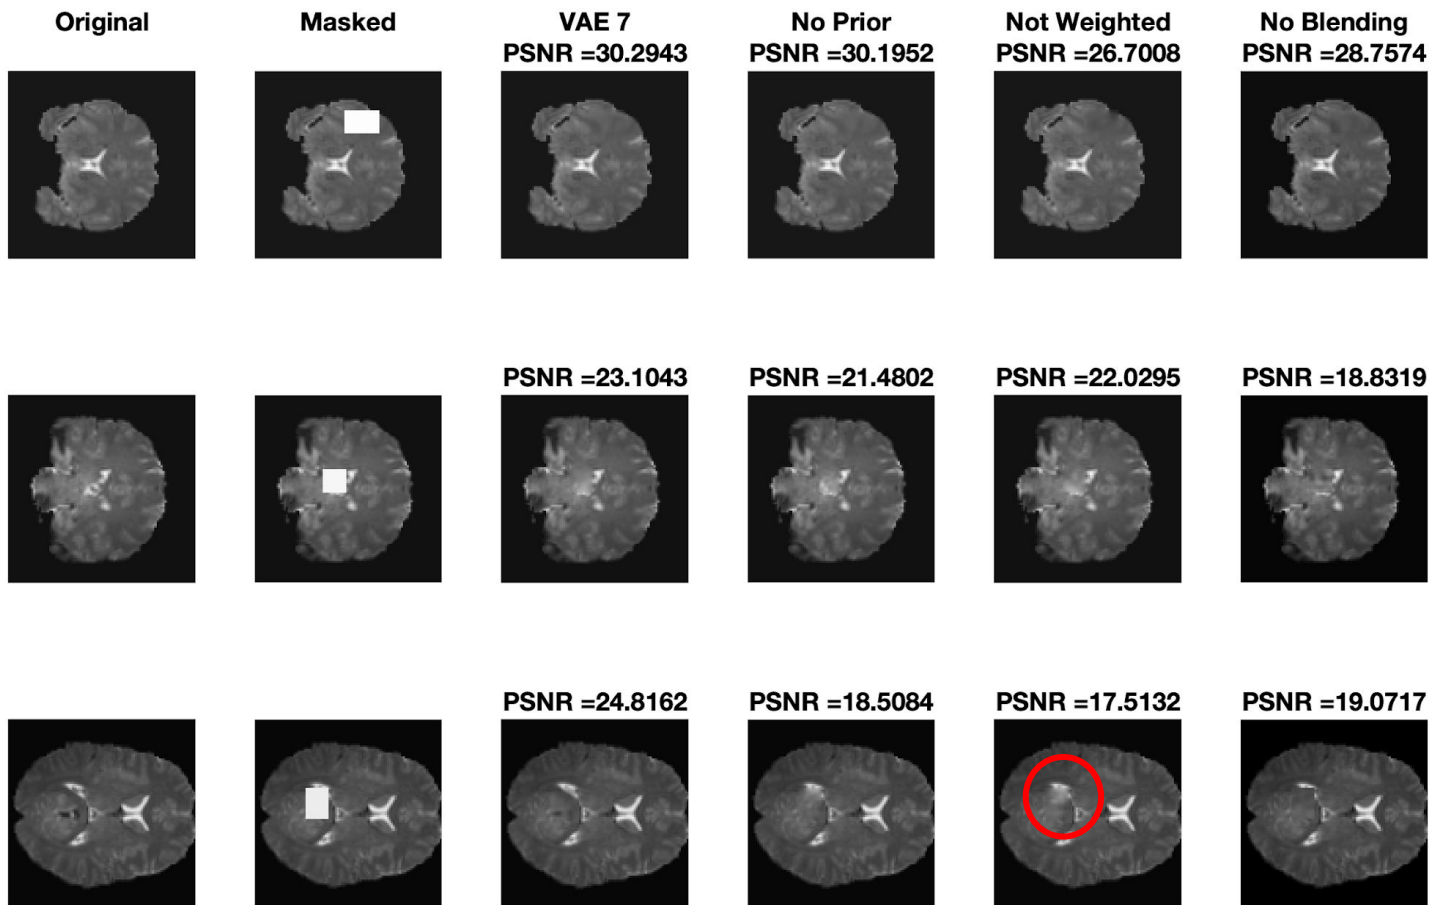 Original Masked VAE 7 No Prior Not Weighted No Blending
PSNR =30.2943 PSNR =30.1952 PSNR =26.7008 PSNR =28.7574
PSNR =23.1043 PSNR =21.4802 PSNR =22.0295 PSNR =18.8319
PSNR =24.8162 PSNR =18.5084 PSNR =17.5132 PSNR =19.0717